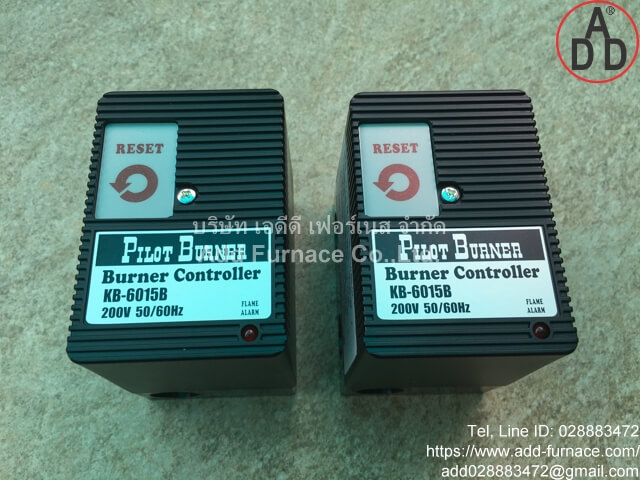 ADD
RESET
PILOT BURNER
Burner Controller
KB-6015B
200V 50/60Hz
FLAME
ALARM
RESET
PILOT BURNER
Burner Controller
KB-6015B
200V 50/60Hz
FLAME
ALARM
บริษัท เอดีดี เฟอร์เนส จำกัด
Add Furnace Co.,Ltd.
Tel, Line ID: 028883472
https://www.add-furnace.com/
add028883472@gmail.com